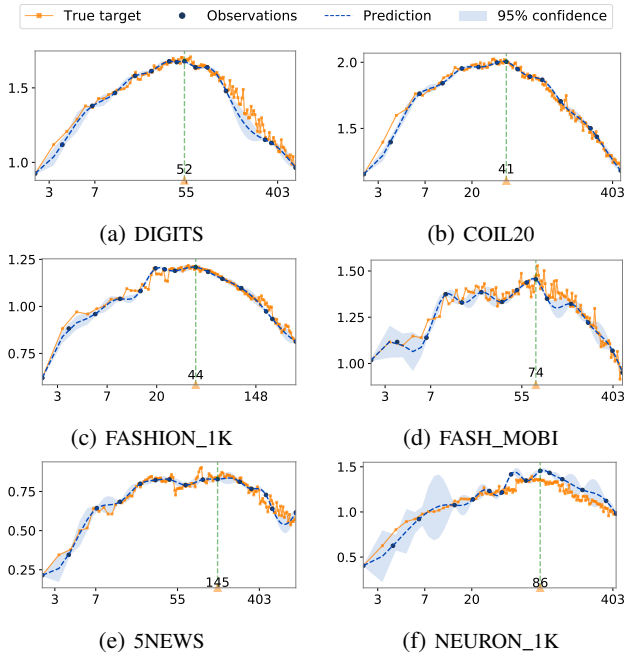 True target Observations Prediction 95% confidence
1.5
1.0
52
3 7 55 403
(a) DIGITS
2.0
1.5
41
3 7 20 403
(b) COIL20
1.25
1.00
0.75
44
3 7 20 148
(c) FASHION_1K
1.50
1.25
1.00
74
3 7 55 403
(d) FASH_MOBI
0.75
0.50
0.25
145
3 7 55 403
(e) 5NEWS
1.5
1.0
0.5
86
3 7 20 403
(f) NEURON_1K